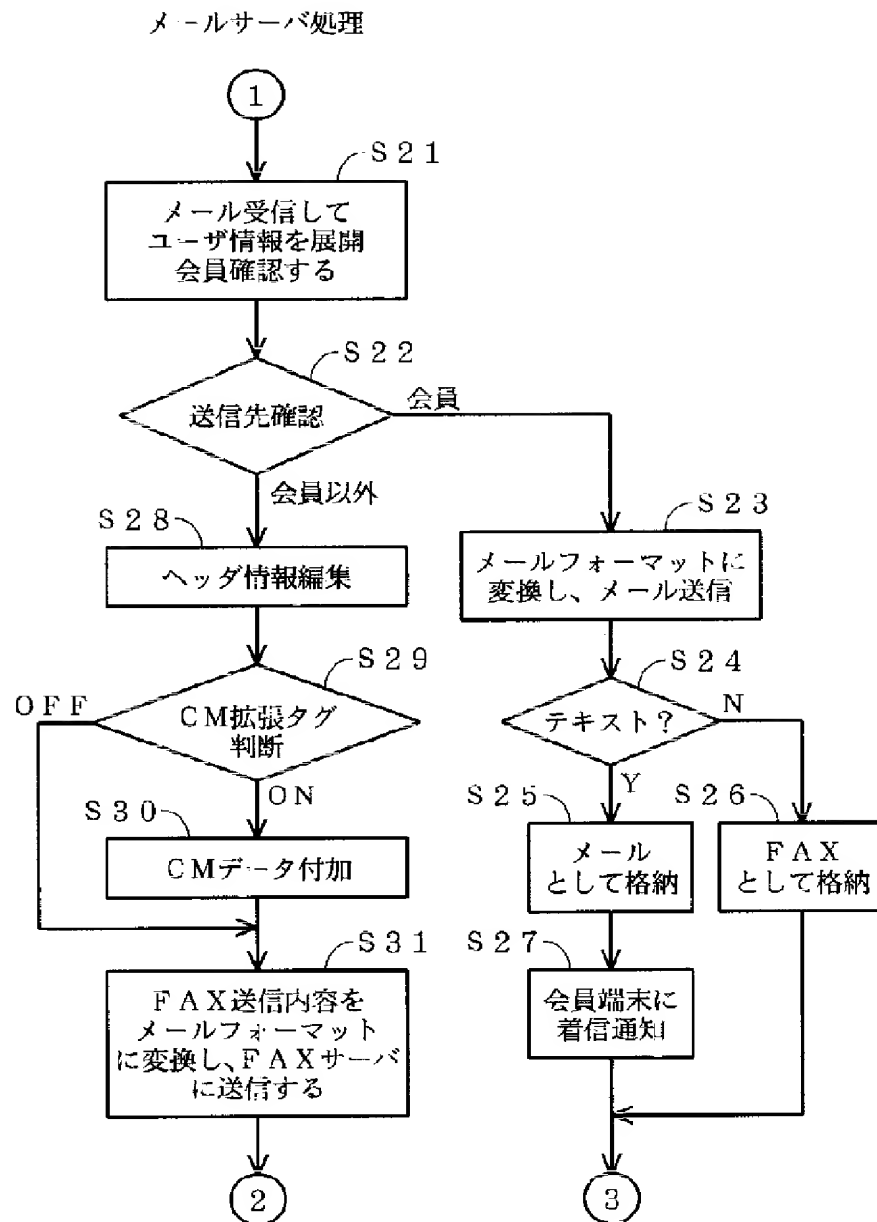 メールサーバ処理
1
S21
メール受信して
ユーザ情報を展開
会員確認する
S22
送信先確認
会員
会員以外
S28
ヘッダ情報編集
S23
メールフォーマットに
変換し、メール送信
S29
OFF
CM拡張タグ
判断
ON
S24
テキスト?
N
Y
S30
CMデータ付加
S25
メール
として格納
S26
FAX
として格納
S31
FAX送信内容を
メールフォーマット
に変換し、FAXサーバ
に送信する
S27
会員端末に
着信通知
2
3